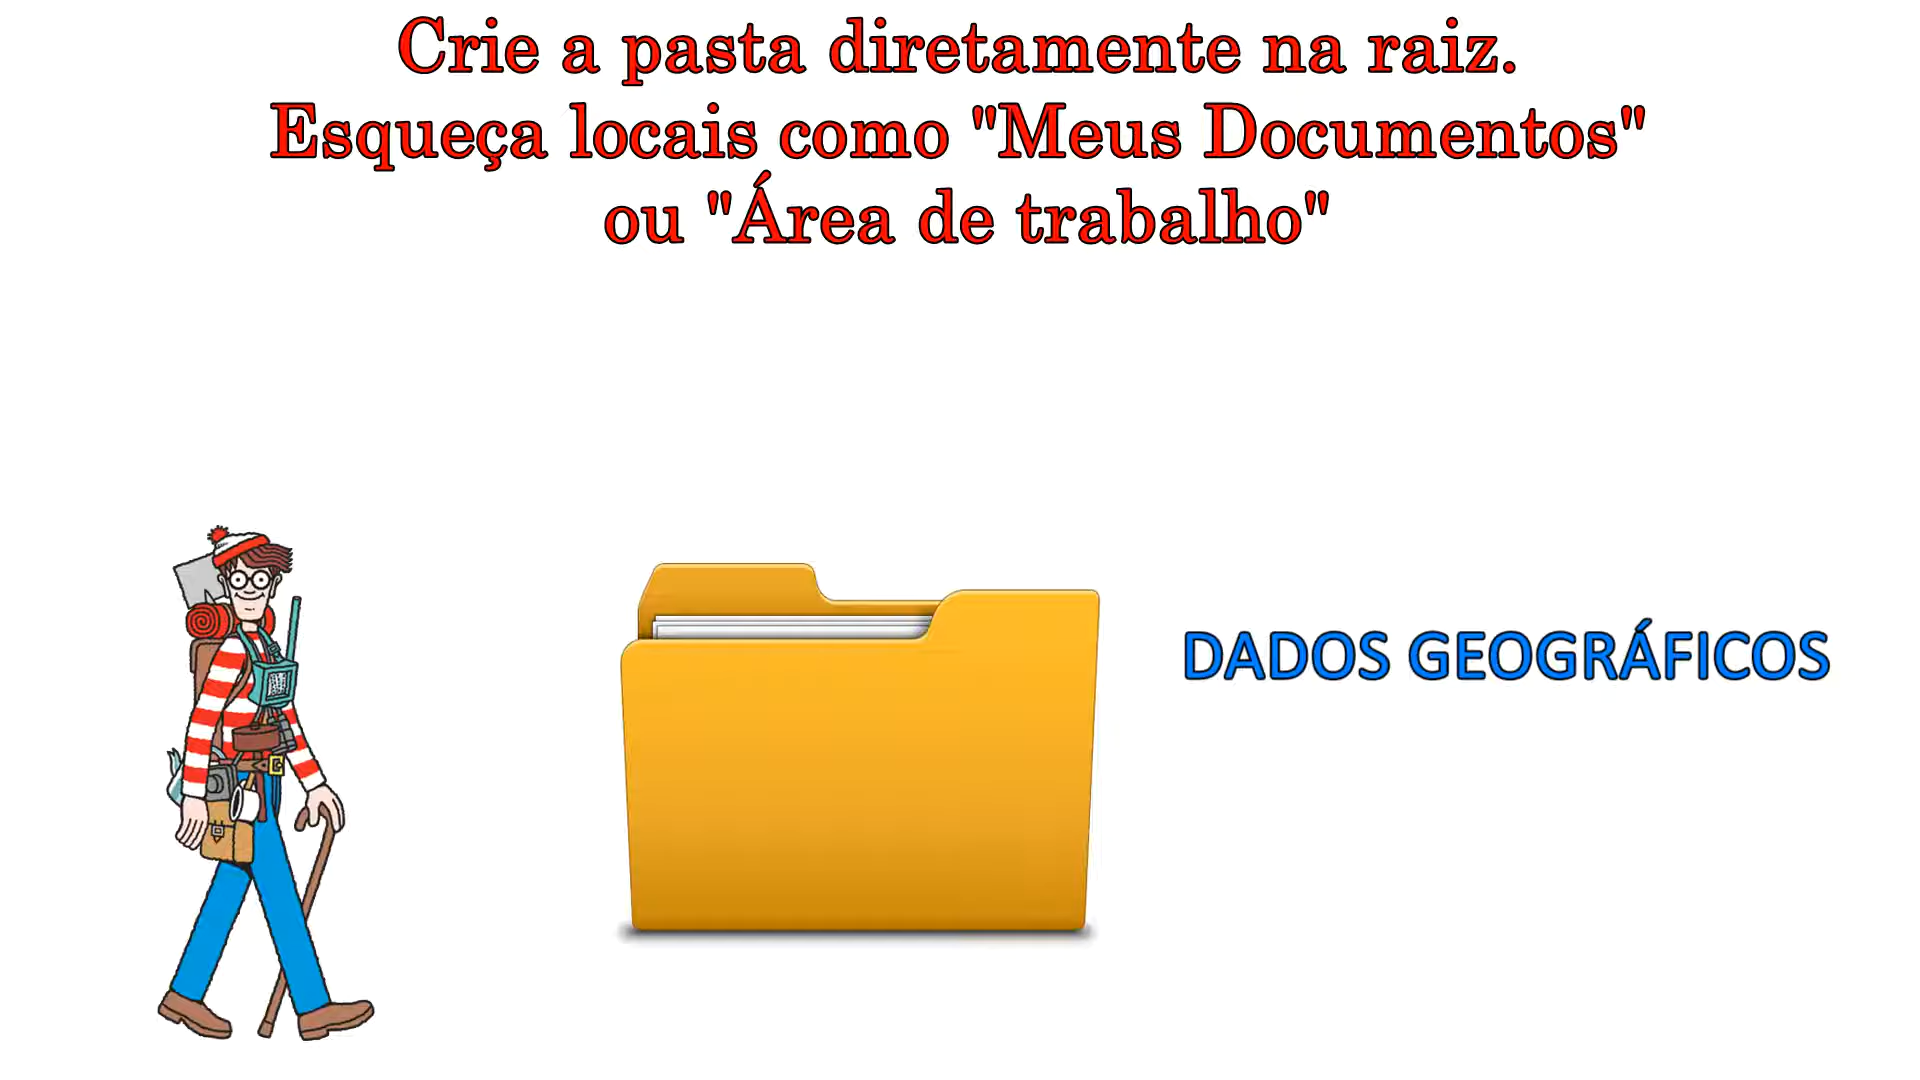 Crie a pasta diretamente na raiz.
Esqueça locais como "Meus Documentos"
ou "Área de trabalho"
DADOS GEOGRÁFICOS